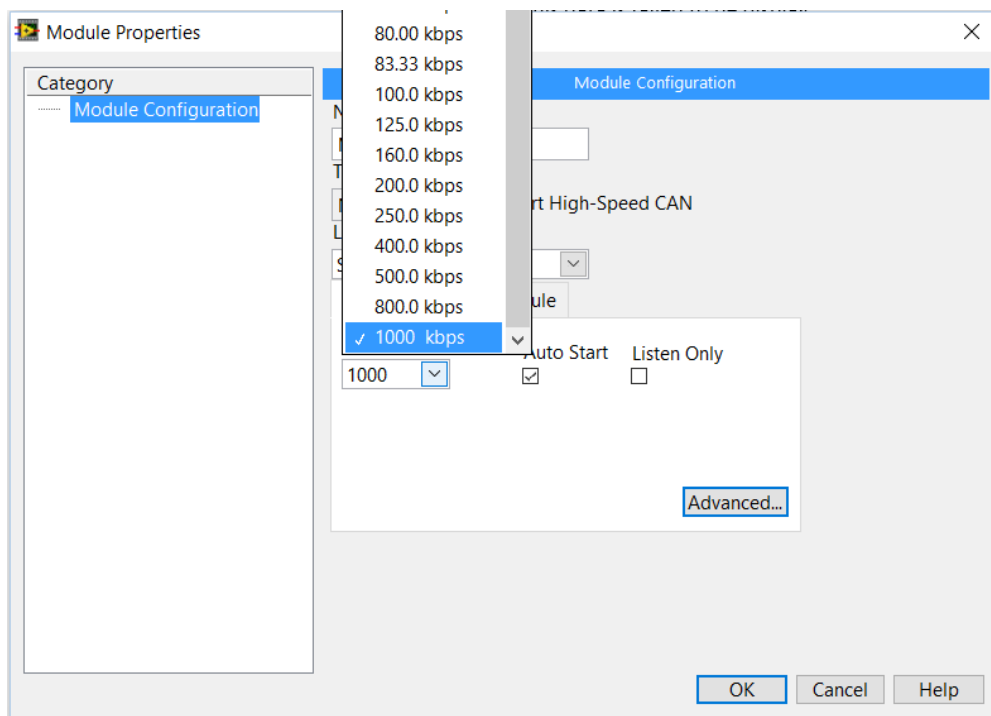 Module Properties
80.00 kbps
83.33 kbps
100.0 kbps
125.0 kbps
160.0 kbps
200.0 kbps
250.0 kbps
400.0 kbps
500.0 kbps
800.0 kbps
✓ 1000 kbps
Category
Module Configuration
Module Configuration
rt High-Speed CAN
ule
1000
Auto Start
Listen Only
Advanced...
OK
Cancel
Help